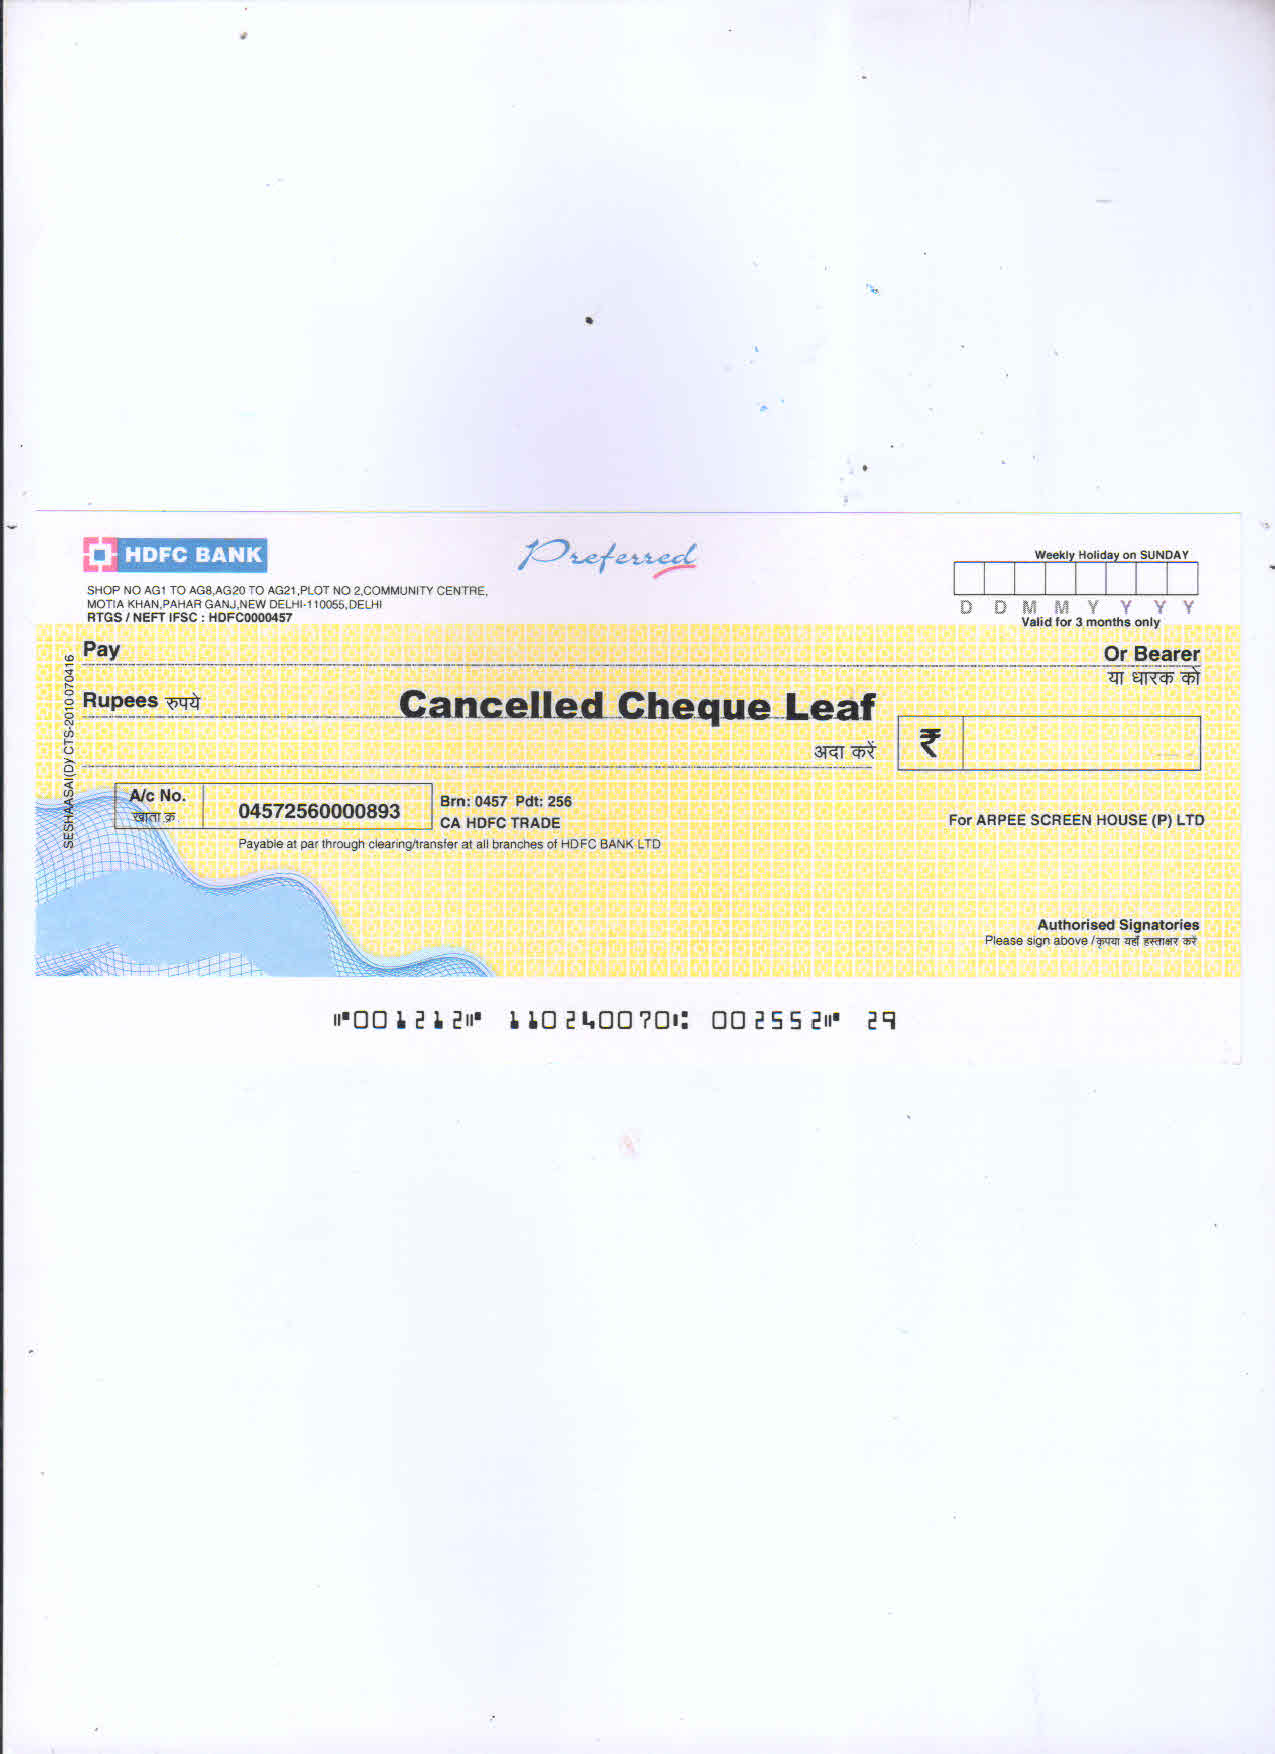 HDFC BANK
Preferred
Weekly Holiday on SUNDAY
SHOP NO AG1 TO AG8,AG20 TO AG21,PLOT NO 2,COMMUNITY CENTRE,
MOTIA KHAN,PAHAR GANJ,NEW DELHI-110055,DELHI
RTGS / NEFT IFSC : HDFC0000457
D D M M Y Y Y Y
Valid for 3 months only
Pay
Or Bearer
या धारक को
Rupees रुपये
Cancelled Cheque Leaf
अदा करें
₹
A/c No.
खाता क्र.
04572560000893
Brn: 0457 Pdt: 256
CA HDFC TRADE
For ARPEE SCREEN HOUSE (P) LTD
Payable at par through clearing/transfer at all branches of HDFC BANK LTD
Authorised Signatories
Please sign above / कृपया यहाँ हस्ताक्षर करें
SESHAASAI(D)/ CTS-2010 070416
⑈001212⑈ 110240070⑆ 002552⑈ 29